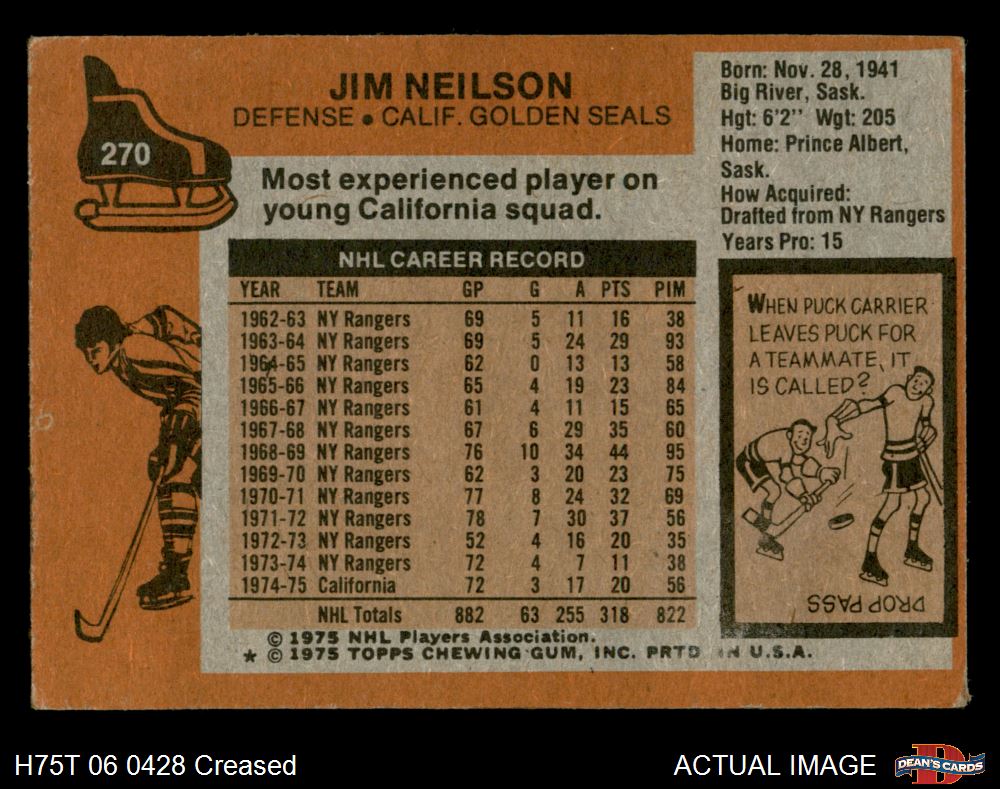 270
JIM NEILSON
DEFENSE • CALIF. GOLDEN SEALS
Most experienced player on
young California squad.
Born: Nov. 28, 1941
Big River, Sask.
Hgt: 6'2'' Wgt: 205
Home: Prince Albert,
Sask.
How Acquired:
Drafted from NY Rangers
Years Pro: 15
NHL CAREER RECORD
YEAR TEAM GP G A PTS PIM
1962-63 NY Rangers 69 5 11 16 38
1963-64 NY Rangers 69 5 24 29 93
1964-65 NY Rangers 62 0 13 13 58
1965-66 NY Rangers 65 4 19 23 84
1966-67 NY Rangers 61 4 11 15 65
1967-68 NY Rangers 67 6 29 35 60
1968-69 NY Rangers 76 10 34 44 95
1969-70 NY Rangers 62 3 20 23 75
1970-71 NY Rangers 77 8 24 32 69
1971-72 NY Rangers 78 7 30 37 56
1972-73 NY Rangers 52 4 16 20 35
1973-74 NY Rangers 72 4 7 11 38
1974-75 California 72 3 17 20 56
NHL Totals 882 63 255 318 822
© 1975 NHL Players Association.
★ © 1975 TOPPS CHEWING GUM, INC. PRTD IN U.S.A.
WHEN PUCK CARRIER
LEAVES PUCK FOR
A TEAMMATE, IT
IS CALLED?
DROP PASS
H75T 06 0428 Creased
ACTUAL IMAGE
DEAN'S CARDS